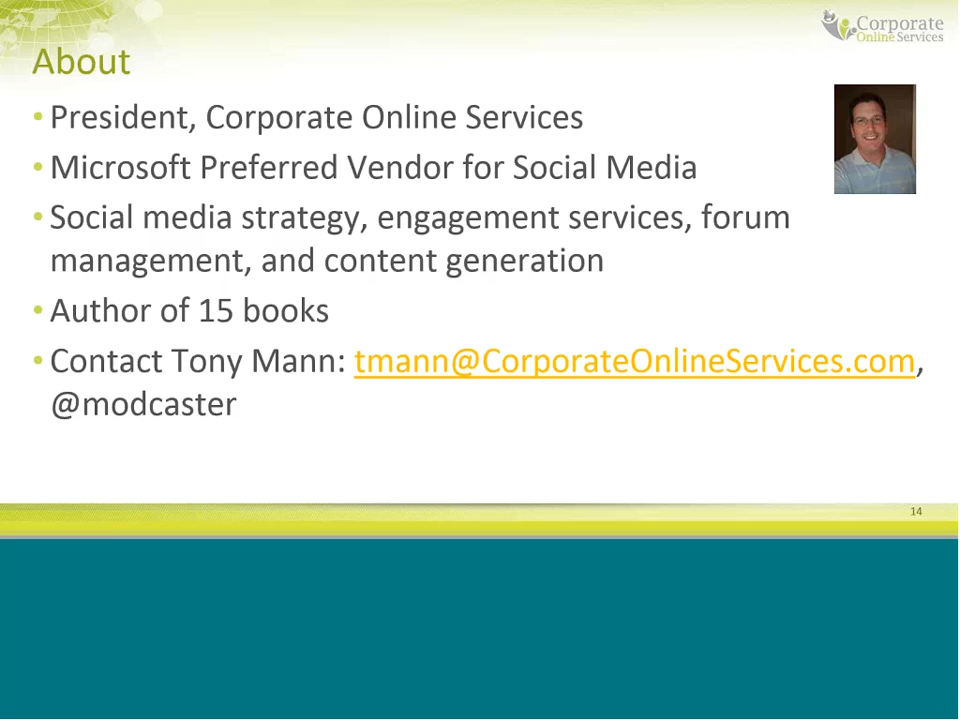 Corporate
Online Services
About
• President, Corporate Online Services
• Microsoft Preferred Vendor for Social Media
• Social media strategy, engagement services, forum
management, and content generation
• Author of 15 books
• Contact Tony Mann: tmann@CorporateOnlineServices.com,
@modcaster
14